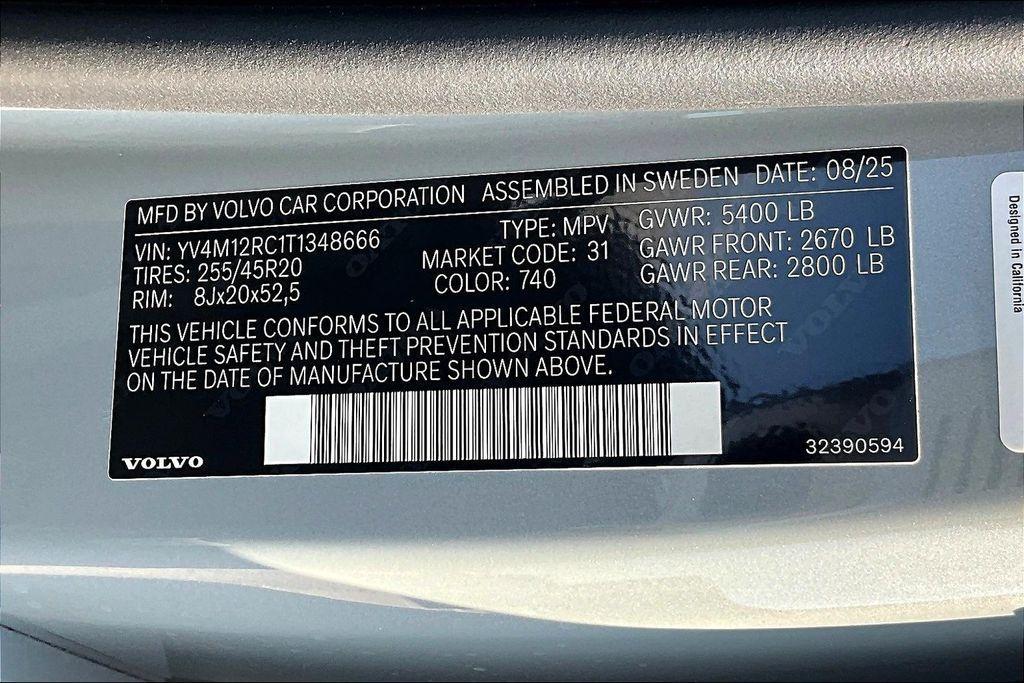 MFD BY VOLVO CAR CORPORATION ASSEMBLED IN SWEDEN DATE: 08/25
VIN: YV4M12RC1T1348666 TYPE: MPV GVWR: 5400 LB
TIRES: 255/45R20 MARKET CODE: 31 GAWR FRONT: 2670 LB
RIM: 8Jx20x52,5 COLOR: 740 GAWR REAR: 2800 LB
THIS VEHICLE CONFORMS TO ALL APPLICABLE FEDERAL MOTOR
VEHICLE SAFETY AND THEFT PREVENTION STANDARDS IN EFFECT
ON THE DATE OF MANUFACTURE SHOWN ABOVE.
VOLVO
32390594
Designed in California